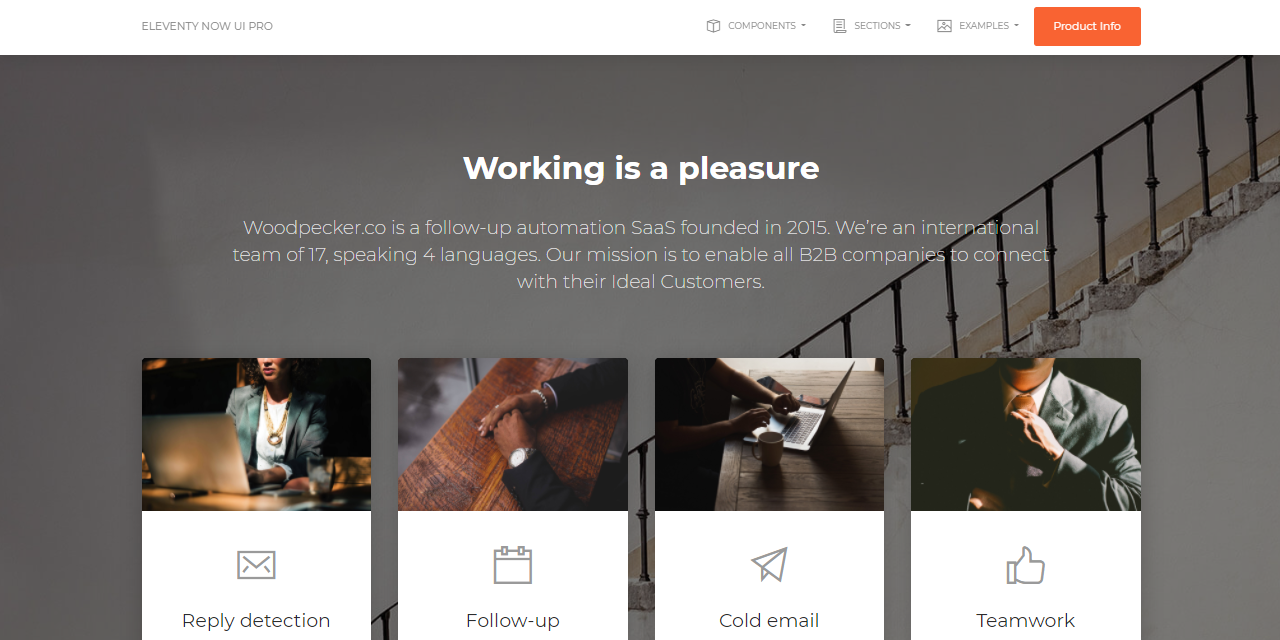 ELEVENTY NOW UI PRO
COMPONENTS
SECTIONS
EXAMPLES
Product Info
Working is a pleasure
Woodpecker.co is a follow-up automation SaaS founded in 2015. We’re an international
team of 17, speaking 4 languages. Our mission is to enable all B2B companies to connect
with their Ideal Customers.
Reply detection
Follow-up
Cold email
Teamwork